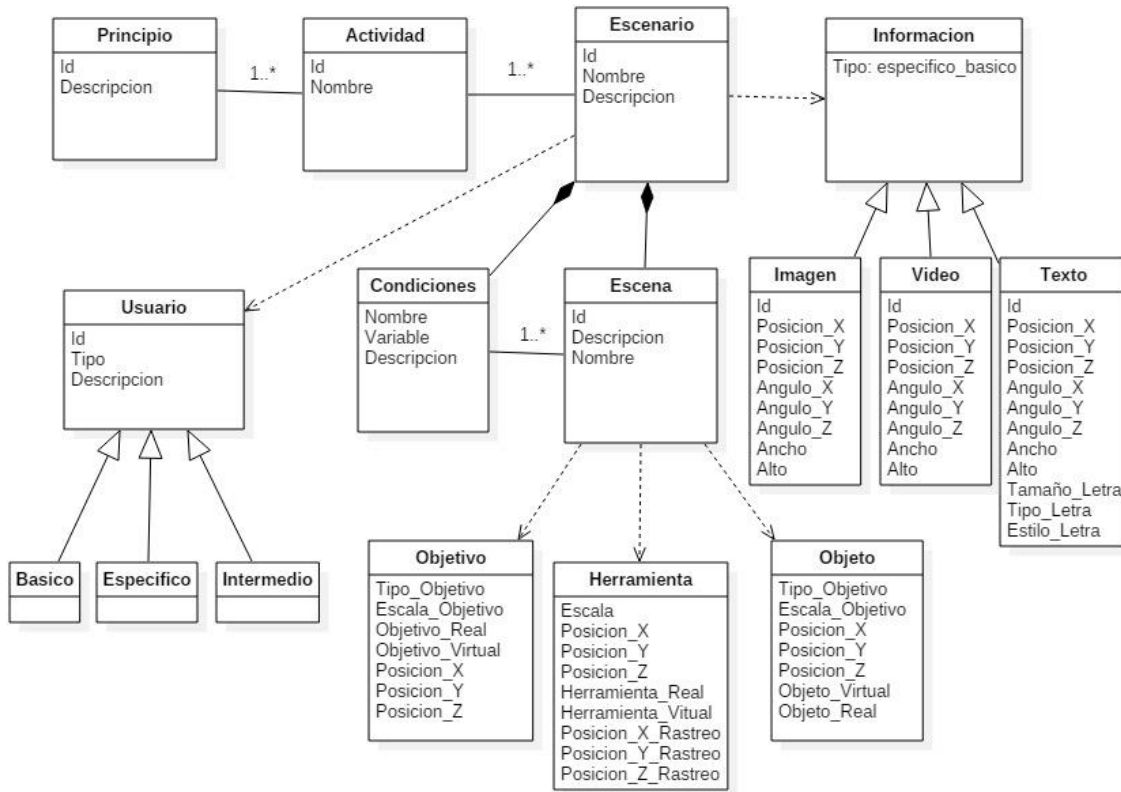 Principio
Id
Descripcion
1..*
Actividad
Id
Nombre
1..*
Escenario
Id
Nombre
Descripcion
Informacion
Tipo: especifico_basico
Usuario
Id
Tipo
Descripcion
Condiciones
Nombre
Variable
Descripcion
1..*
Escena
Id
Descripcion
Nombre
Imagen
Id
Posicion_X
Posicion_Y
Posicion_Z
Angulo_X
Angulo_Y
Angulo_Z
Ancho
Alto
Video
Id
Posicion_X
Posicion_Y
Posicion_Z
Angulo_X
Angulo_Y
Angulo_Z
Ancho
Alto
Texto
Id
Posicion_X
Posicion_Y
Posicion_Z
Angulo_X
Angulo_Y
Angulo_Z
Ancho
Alto
Tamaño_Letra
Tipo_Letra
Estilo_Letra
Basico
Especifico
Intermedio
Objetivo
Tipo_Objetivo
Escala_Objetivo
Objetivo_Real
Objetivo_Virtual
Posicion_X
Posicion_Y
Posicion_Z
Herramienta
Escala
Posicion_X
Posicion_Y
Posicion_Z
Herramienta_Real
Herramienta_Vitual
Posicion_X_Rastreo
Posicion_Y_Rastreo
Posicion_Z_Rastreo
Objeto
Tipo_Objetivo
Escala_Objetivo
Posicion_X
Posicion_Y
Posicion_Z
Objeto_Virtual
Objeto_Real